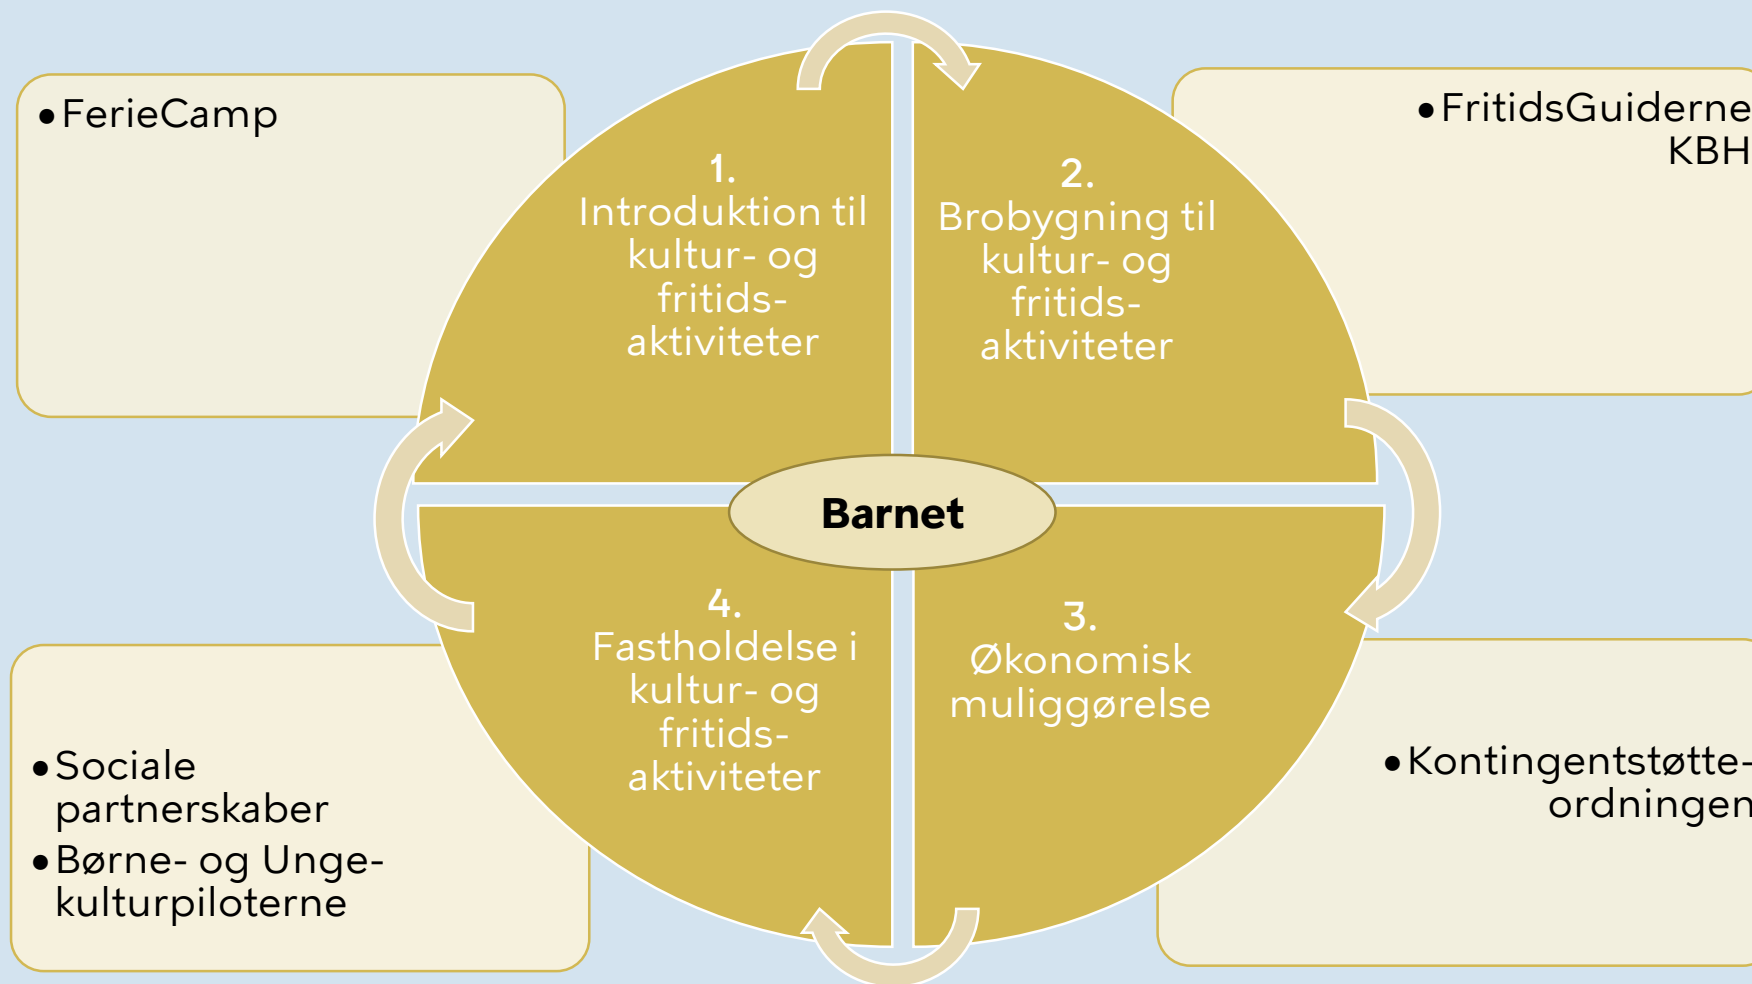 • FerieCamp
1.
Introduktion til
kultur- og
fritids-
aktiviteter
2.
Brobygning til
kultur- og
fritids-
aktiviteter
• FritidsGuiderne
KBH
Barnet
• Sociale
partnerskaber
• Børne- og Unge-
kulturpiloterne
4.
Fastholdelse i
kultur- og
fritids-
aktiviteter
3.
Økonomisk
muliggørelse
• Kontingentstøtte-
ordningen